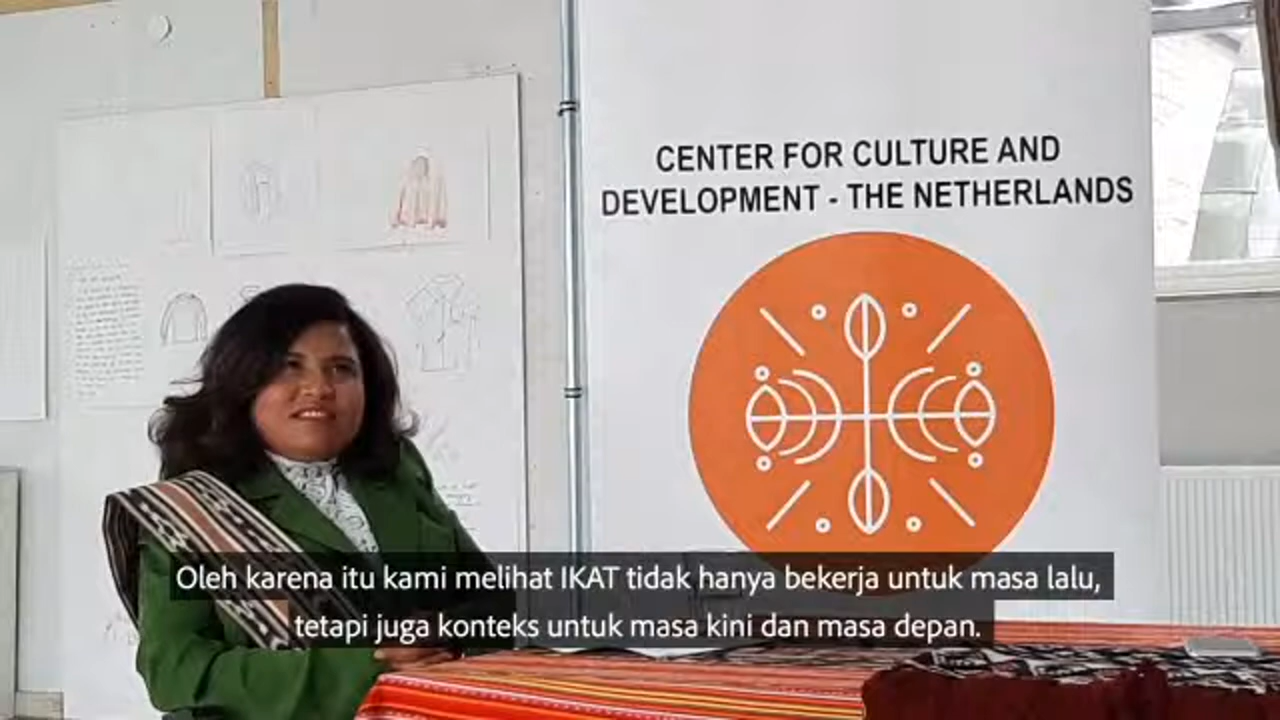 CENTER FOR CULTURE AND
DEVELOPMENT - THE NETHERLANDS
Oleh karena itu kami melihat IKAT tidak hanya bekerja untuk masa lalu,
tetapi juga konteks untuk masa kini dan masa depan.